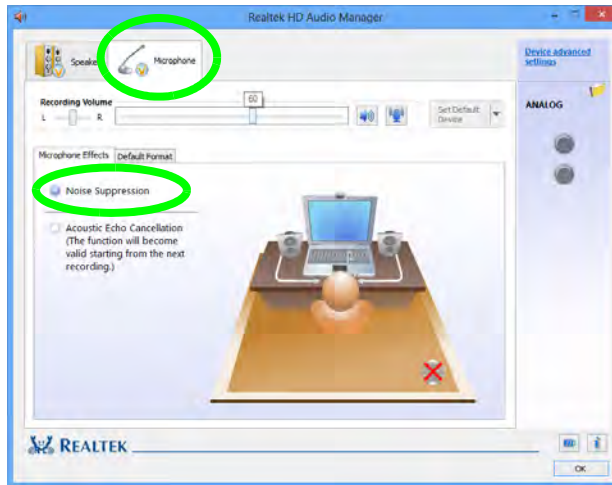 Realtek HD Audio Manager
Speake
Microphone
Device advanced
settings
Recording Volume
L
R
60
Set Default
Device
ANALOG
Microphone Effects
Default Format
Noise Suppression
Acoustic Echo Cancellation
(The function will become
valid starting from the next
recording.)
REALTEK
OK